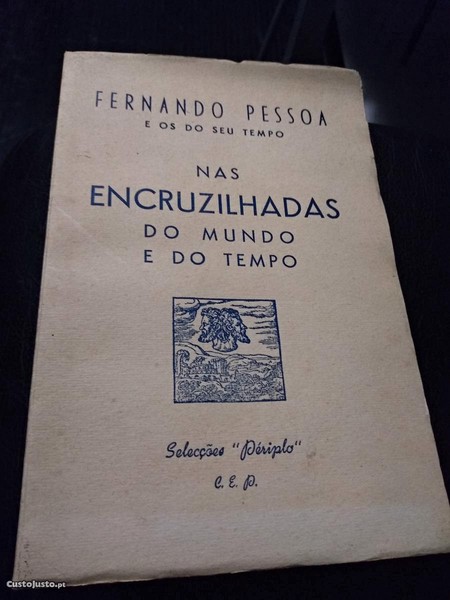 FERNANDO PESSOA
E OS DO SEU TEMPO
NAS
ENCRUZILHADAS
DO MUNDO
E DO TEMPO
Selecções "Périplo"
C. E. P.
CustoJusto.pt